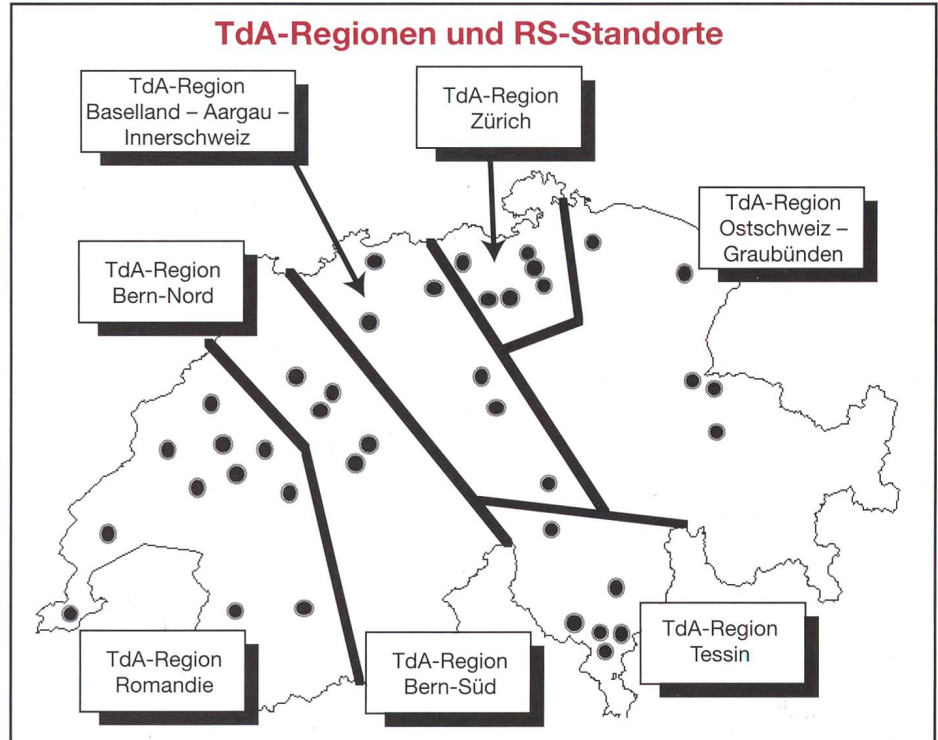 TdA-Regionen und RS-Standorte
TdA-Region
Baselland – Aargau –
Innerschweiz
TdA-Region
Zürich
TdA-Region
Ostschweiz –
Graubünden
TdA-Region
Bern-Nord
TdA-Region
Romandie
TdA-Region
Bern-Süd
TdA-Region
Tessin